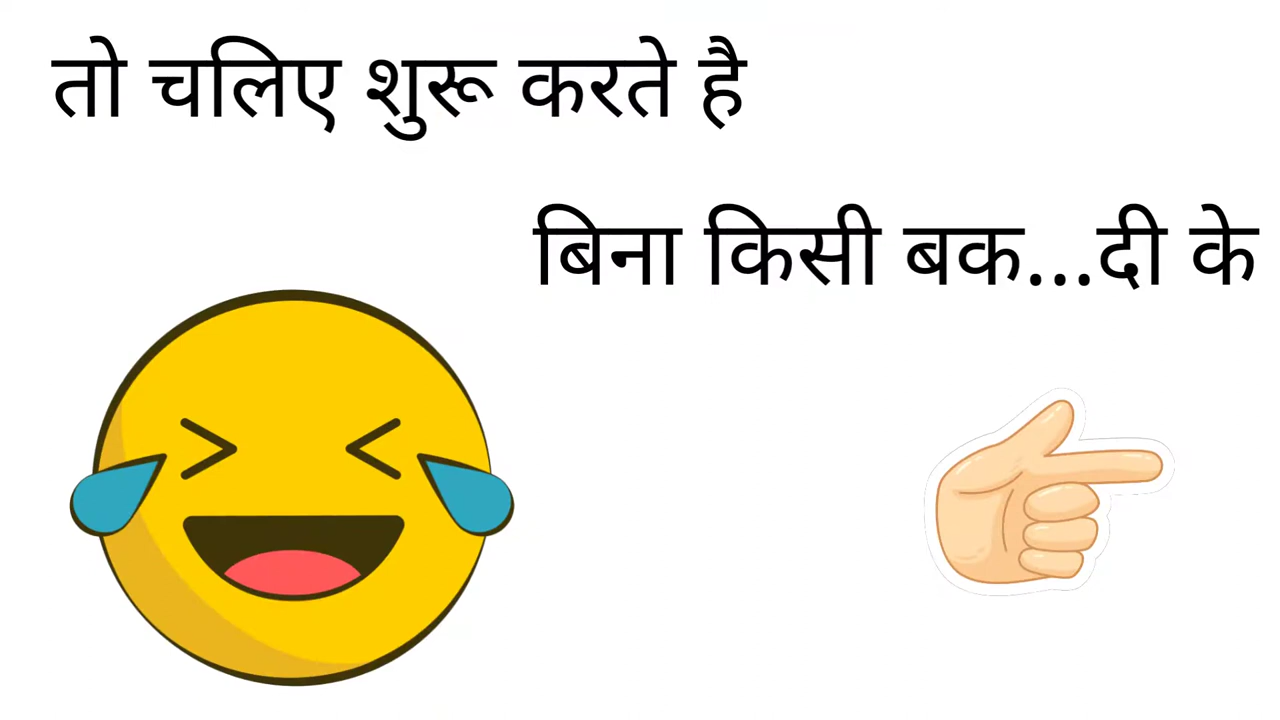 तो चलिए शुरू करते है
बिना किसी बक...दी के